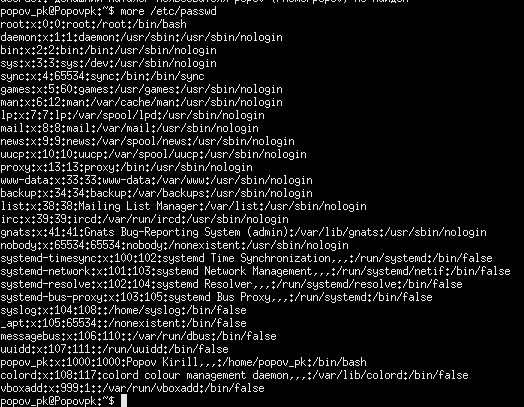 popov_pk@Popovpk:~$ more /etc/passwd
root:x:0:0:root:/root:/bin/bash
daemon:x:1:1:daemon:/usr/sbin:/usr/sbin/nologin
bin:x:2:2:bin:/bin:/usr/sbin/nologin
sys:x:3:3:sys:/dev:/usr/sbin/nologin
sync:x:4:65534:sync:/bin:/bin/sync
games:x:5:60:games:/usr/games:/usr/sbin/nologin
man:x:6:12:man:/var/cache/man:/usr/sbin/nologin
lp:x:7:7:lp:/var/spool/lpd:/usr/sbin/nologin
mail:x:8:8:mail:/var/mail:/usr/sbin/nologin
news:x:9:9:news:/var/spool/news:/usr/sbin/nologin
uucp:x:10:10:uucp:/var/spool/uucp:/usr/sbin/nologin
proxy:x:13:13:proxy:/bin:/usr/sbin/nologin
www-data:x:33:33:www-data:/var/www:/usr/sbin/nologin
backup:x:34:34:backup:/var/backups:/usr/sbin/nologin
list:x:38:38:Mailing List Manager:/var/list:/usr/sbin/nologin
irc:x:39:39:ircd:/var/run/ircd:/usr/sbin/nologin
gnats:x:41:41:Gnats Bug-Reporting System (admin):/var/lib/gnats:/usr/sbin/nologin
nobody:x:65534:65534:nobody:/nonexistent:/usr/sbin/nologin
systemd-timesync:x:100:102:systemd Time Synchronization,,,:/run/systemd:/bin/false
systemd-network:x:101:103:systemd Network Management,,,:/run/systemd/netif:/bin/false
systemd-resolve:x:102:104:systemd Resolver,,,:/run/systemd/resolve:/bin/false
systemd-bus-proxy:x:103:105:systemd Bus Proxy,,,:/run/systemd:/bin/false
syslog:x:104:108::/home/syslog:/bin/false
_apt:x:105:65534::/nonexistent:/bin/false
messagebus:x:106:110::/var/run/dbus:/bin/false
uuidd:x:107:111::/run/uuidd:/bin/false
popov_pk:x:1000:1000:Popov Kirill,,,:/home/popov_pk:/bin/bash
colord:x:108:117:colord colour management daemon,,,:/var/lib/colord:/bin/false
vboxadd:x:999:1::/var/run/vboxadd:/bin/false
popov_pk@Popovpk:~$